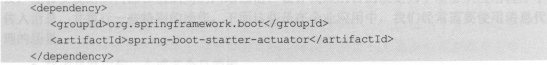 <dependency>
<groupId>org.springframework.boot</groupId>
<artifactId>spring-boot-starter-actuator</artifactId>
</dependency>